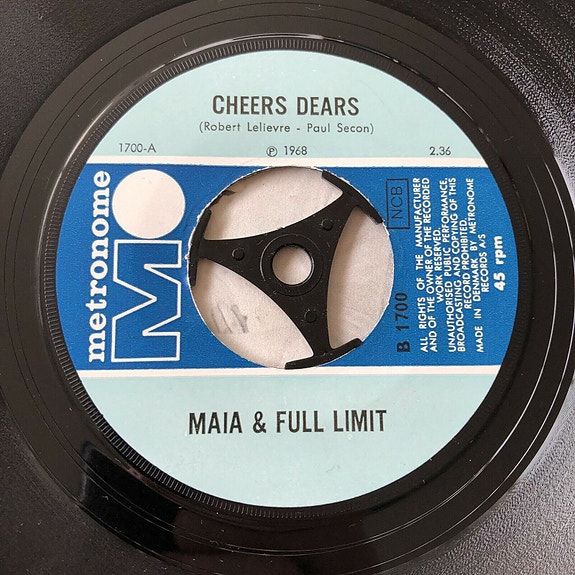 CHEERS DEARS
(Robert Lelievre - Paul Secon)
1700-A ℗ 1968 2.36
metronome
MO
NCB
B 1700
ALL RIGHTS OF THE MANUFACTURER
AND OF THE OWNER OF THE RECORDED
WORK RESERVED.
UNAUTHORISED PUBLIC PERFORMANCE,
BROADCASTING AND COPYING OF THIS
RECORD PROHIBITED.
MADE IN DENMARK BY METRONOME
RECORDS A/S
45 rpm
MAIA & FULL LIMIT